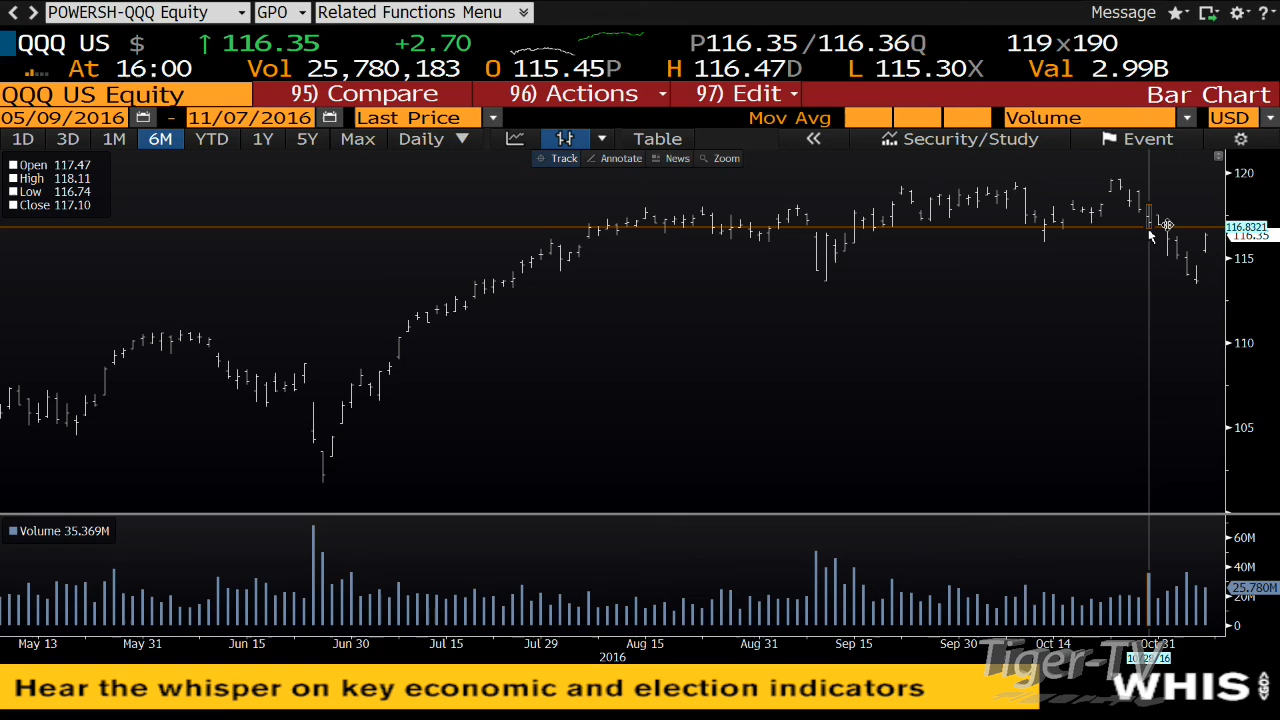 POWERSH-QQQ Equity GPO Related Functions Menu Message ?
QQQ US $ ↑ 116.35 +2.70 P116.35/116.36Q 119x190
At 16:00 Vol 25,780,183 O 115.45P H 116.47D L 115.30X Val 2.99B
QQQ US Equity 95) Compare 96) Actions 97) Edit Bar Chart
05/09/2016 - 11/07/2016 Last Price Mov Avg Volume USD
1D 3D 1M 6M YTD 1Y 5Y Max Daily Table Security/Study Event
Track Annotate News Zoom
Open 117.47
High 118.11
Low 116.74
Close 117.10
120
116.8321
116.35
115
110
105
Volume 35.369M
60M
40M
25.780M
20M
0
May 13 May 31 Jun 15 Jun 30 Jul 15 Jul 29 Aug 15 Aug 31 Sep 15 Sep 30 Oct 14 Oct 31
2016 10/28/16
Tiger-TV
Hear the whisper on key economic and election indicators WHIS <GO>